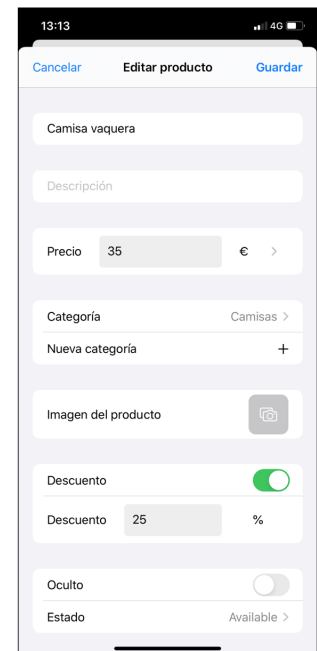 13:13 4G
Cancelar Editar producto Guardar
Camisa vaquera
Descripción
Precio 35 €
Categoría Camisas
Nueva categoría +
Imagen del producto
Descuento
Descuento 25 %
Oculto
Estado Available